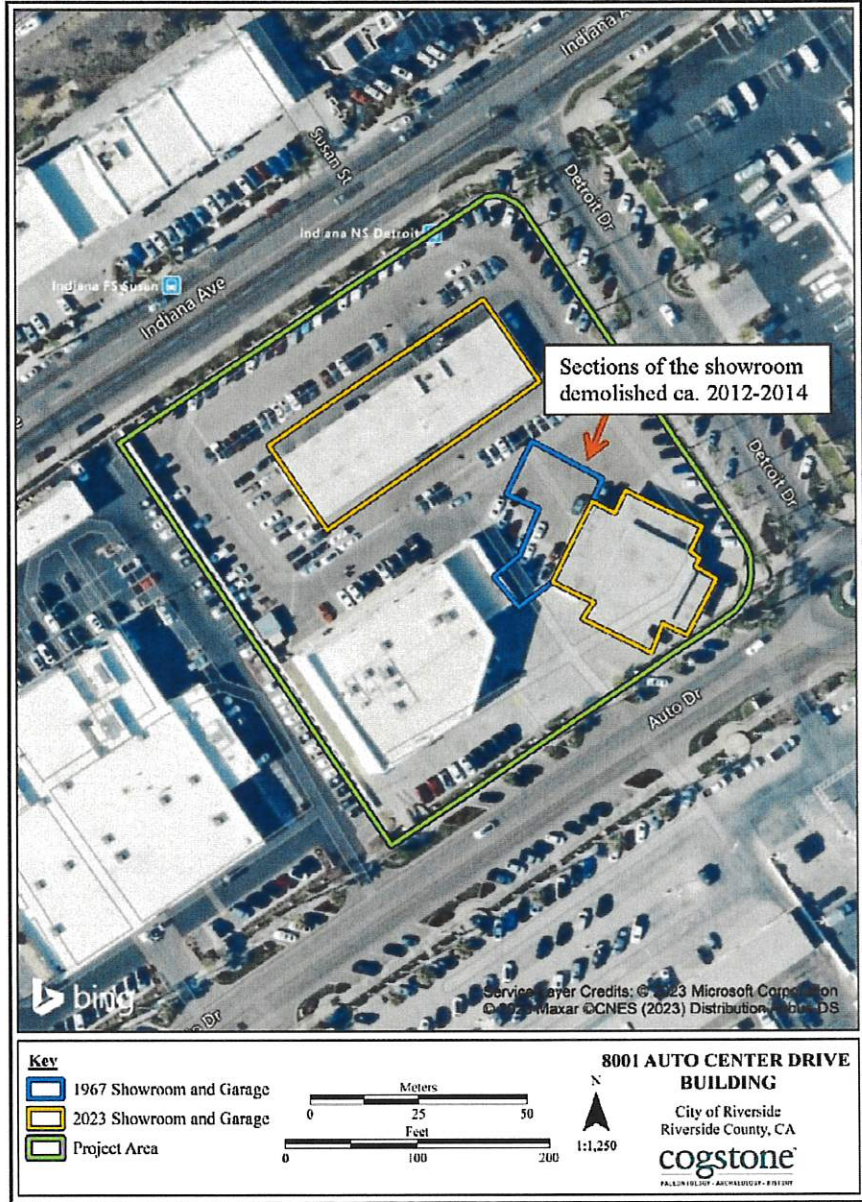 Indiana A
Susan St
Detroit Dr
Indiana NS Detroit
Indiana FS Susan
Indiana Ave
Sections of the showroom
demolished ca. 2012-2014
Detroit Dr
Auto Dr
Dr
bing
Service Layer Credits: © 2023 Microsoft Corporation
© 2023 Maxar ©CNES (2023) Distribution Airbus DS
Key
1967 Showroom and Garage
2023 Showroom and Garage
Project Area
Meters
0 25 50
Feet
0 100 200
N
1:1,250
8001 AUTO CENTER DRIVE
BUILDING
City of Riverside
Riverside County, CA
cogstone
PALEONTOLOGY - ARCHAEOLOGY - HISTORY